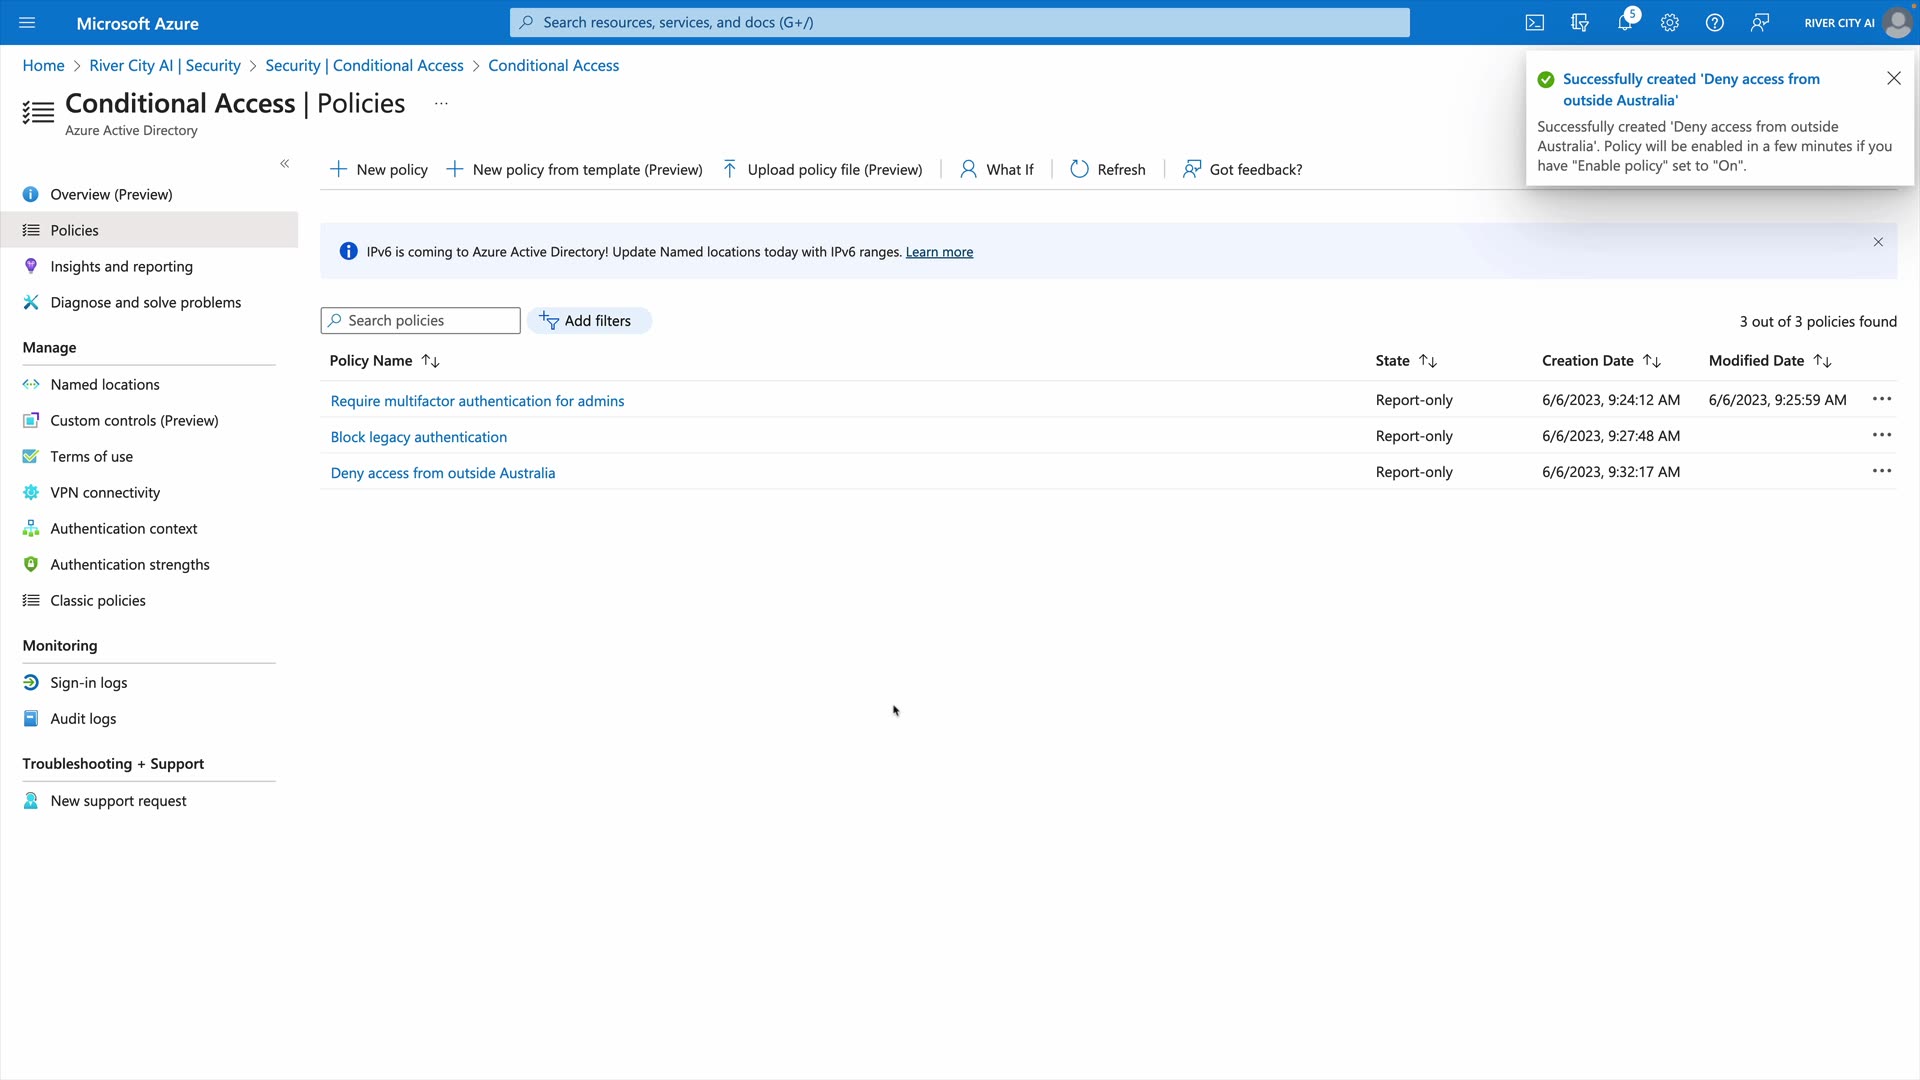 Microsoft Azure
Search resources, services, and docs (G+/)
5
RIVER CITY AI
Home > River City AI | Security > Security | Conditional Access > Conditional Access
Conditional Access | Policies ...
Azure Active Directory
Successfully created 'Deny access from
outside Australia'
Successfully created 'Deny access from outside
Australia'. Policy will be enabled in a few minutes if you
have "Enable policy" set to "On".
«
Overview (Preview)
Policies
Insights and reporting
Diagnose and solve problems
Manage
Named locations
Custom controls (Preview)
Terms of use
VPN connectivity
Authentication context
Authentication strengths
Classic policies
Monitoring
Sign-in logs
Audit logs
Troubleshooting + Support
New support request
New policy New policy from template (Preview) Upload policy file (Preview) What If Refresh Got feedback?
IPv6 is coming to Azure Active Directory! Update Named locations today with IPv6 ranges. Learn more
Search policies Add filters
3 out of 3 policies found
Policy Name State Creation Date Modified Date
Require multifactor authentication for admins Report-only 6/6/2023, 9:24:12 AM 6/6/2023, 9:25:59 AM
Block legacy authentication Report-only 6/6/2023, 9:27:48 AM
Deny access from outside Australia Report-only 6/6/2023, 9:32:17 AM